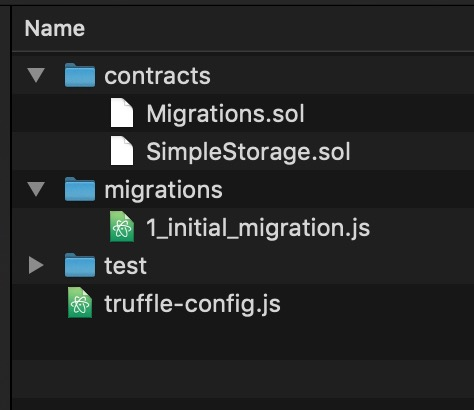 Name
contracts
Migrations.sol
SimpleStorage.sol
migrations
1_initial_migration.js
test
truffle-config.js